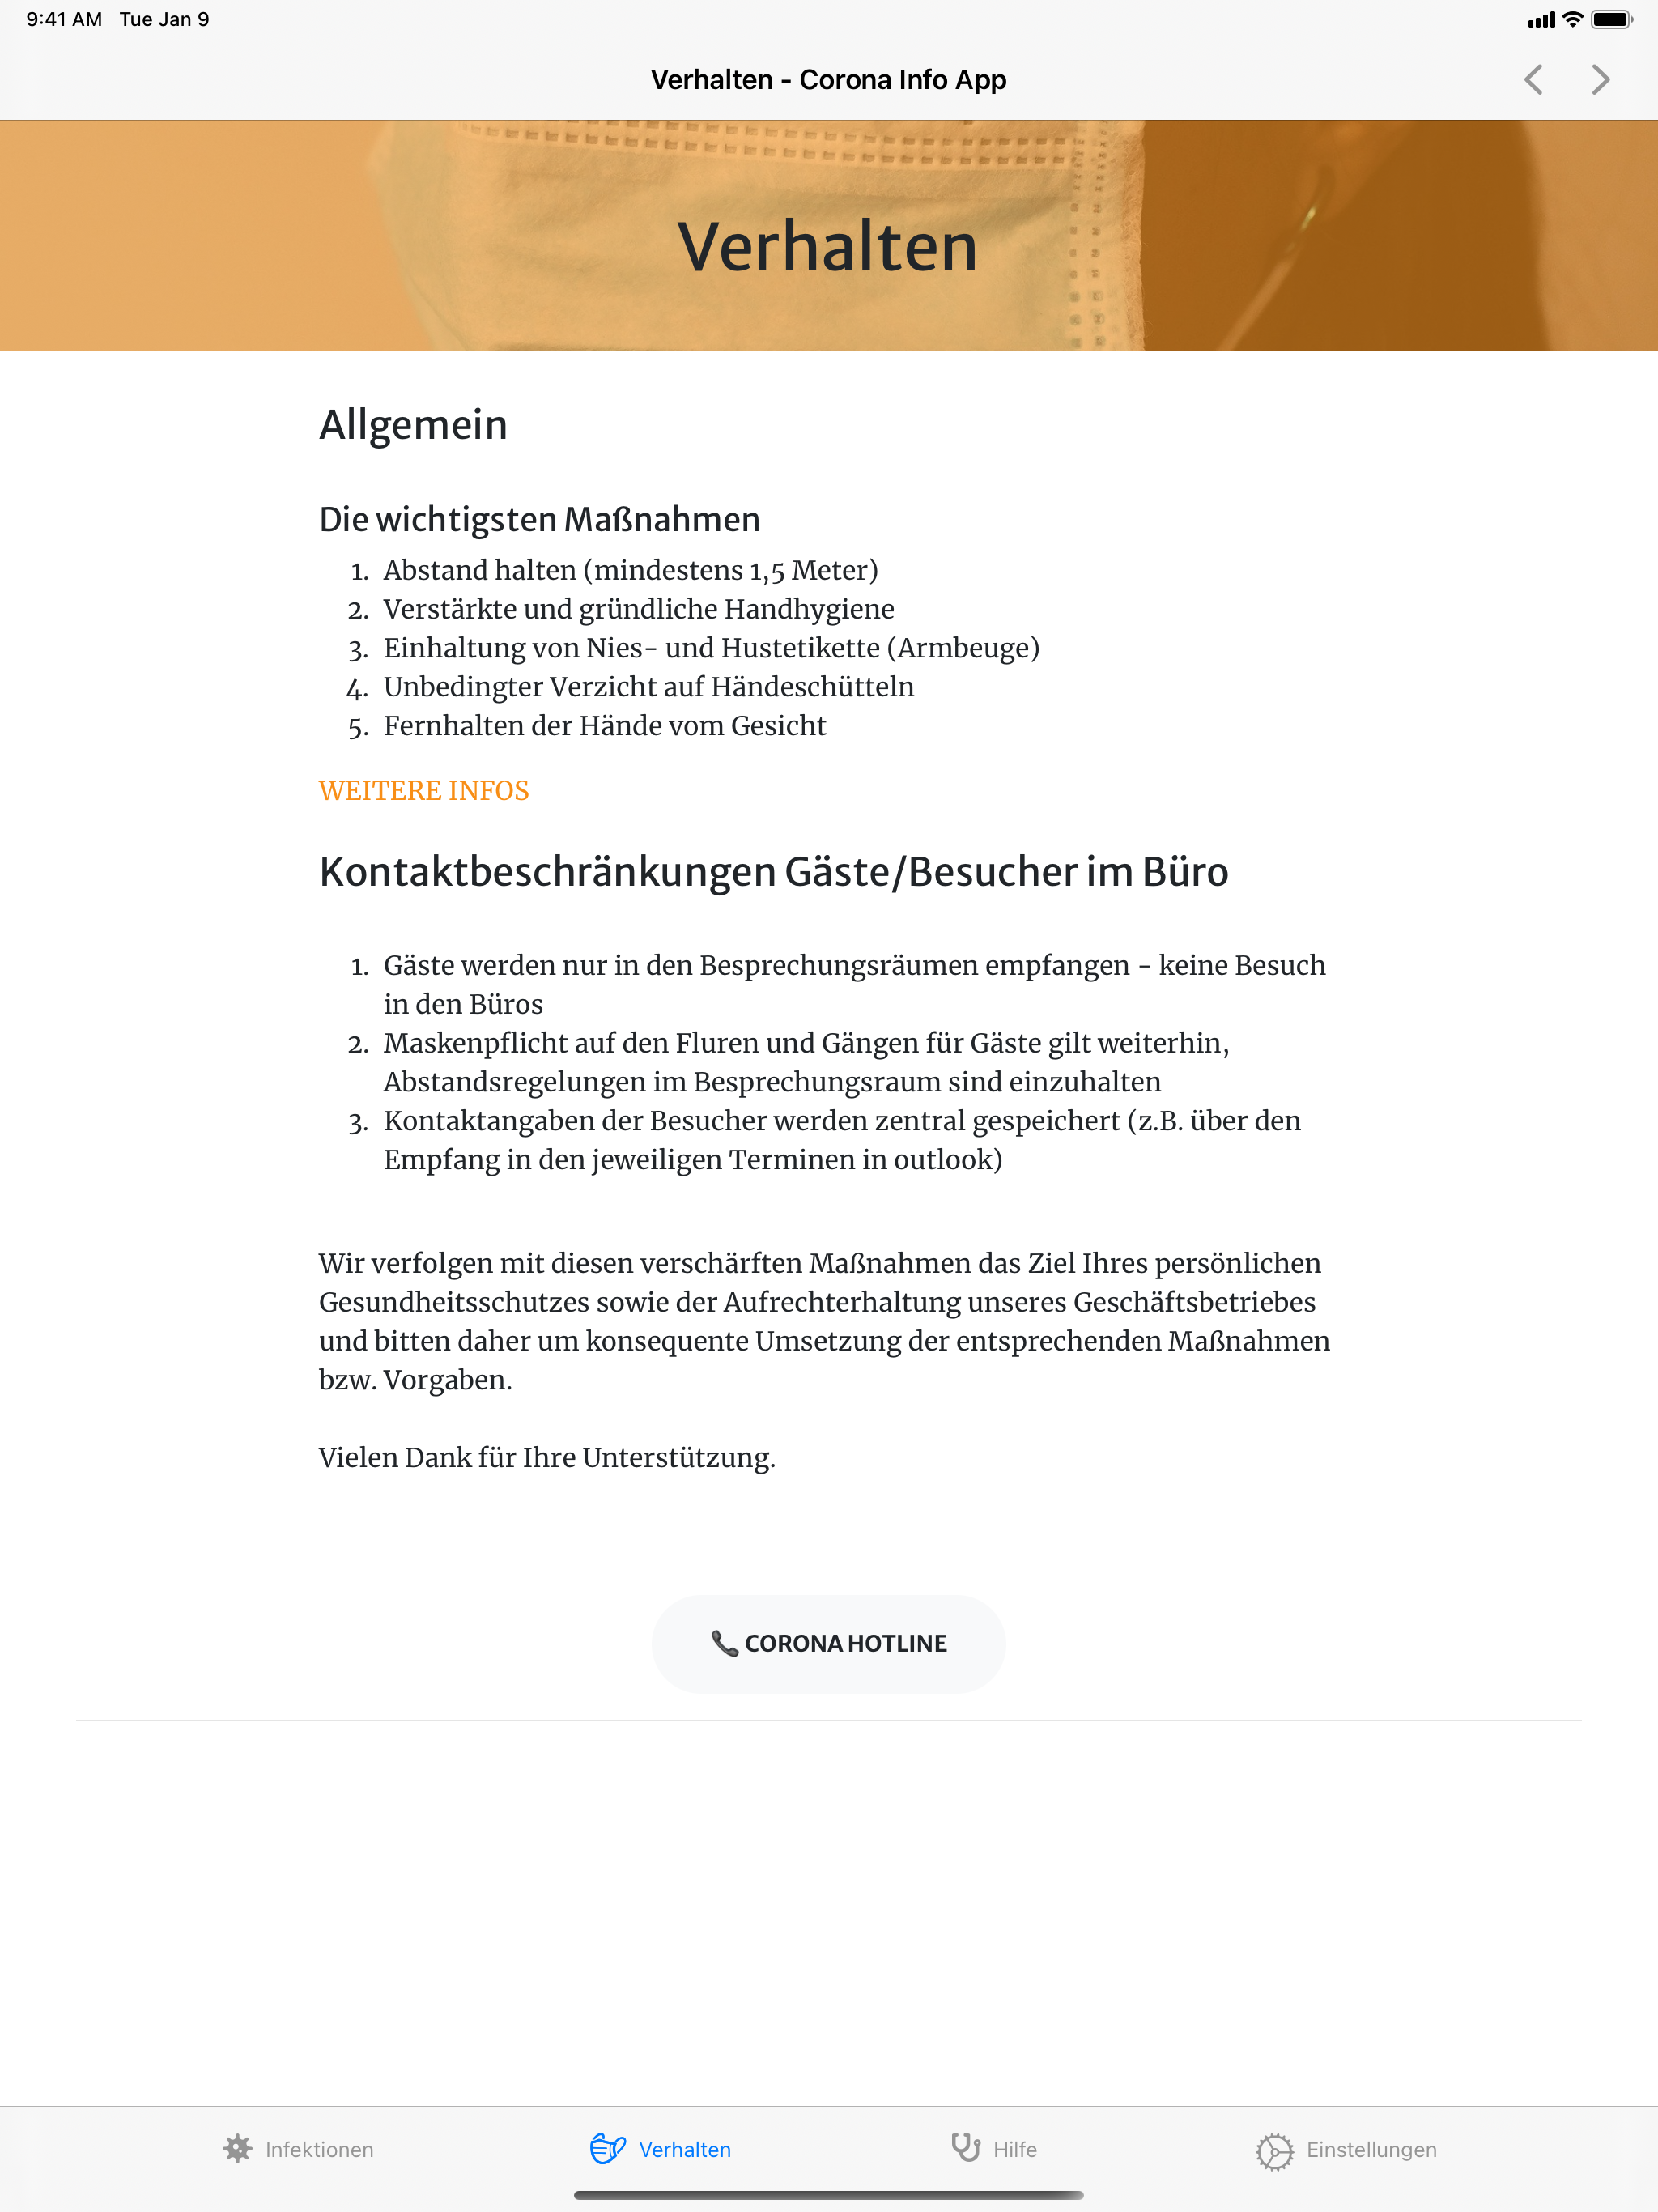 9:41 AM Tue Jan 9
Verhalten - Corona Info App
Verhalten
Allgemein
Die wichtigsten Maßnahmen
1. Abstand halten (mindestens 1,5 Meter)
2. Verstärkte und gründliche Handhygiene
3. Einhaltung von Nies- und Hustetikette (Armbeuge)
4. Unbedingter Verzicht auf Händeschütteln
5. Fernhalten der Hände vom Gesicht
WEITERE INFOS
Kontaktbeschränkungen Gäste/Besucher im Büro
1. Gäste werden nur in den Besprechungsräumen empfangen - keine Besuch
in den Büros
2. Maskenpflicht auf den Fluren und Gängen für Gäste gilt weiterhin,
Abstandsregelungen im Besprechungsraum sind einzuhalten
3. Kontaktangaben der Besucher werden zentral gespeichert (z.B. über den
Empfang in den jeweiligen Terminen in outlook)
Wir verfolgen mit diesen verschärften Maßnahmen das Ziel Ihres persönlichen
Gesundheitsschutzes sowie der Aufrechterhaltung unseres Geschäftsbetriebes
und bitten daher um konsequente Umsetzung der entsprechenden Maßnahmen
bzw. Vorgaben.
Vielen Dank für Ihre Unterstützung.
CORONA HOTLINE
Infektionen
Verhalten
Hilfe
Einstellungen